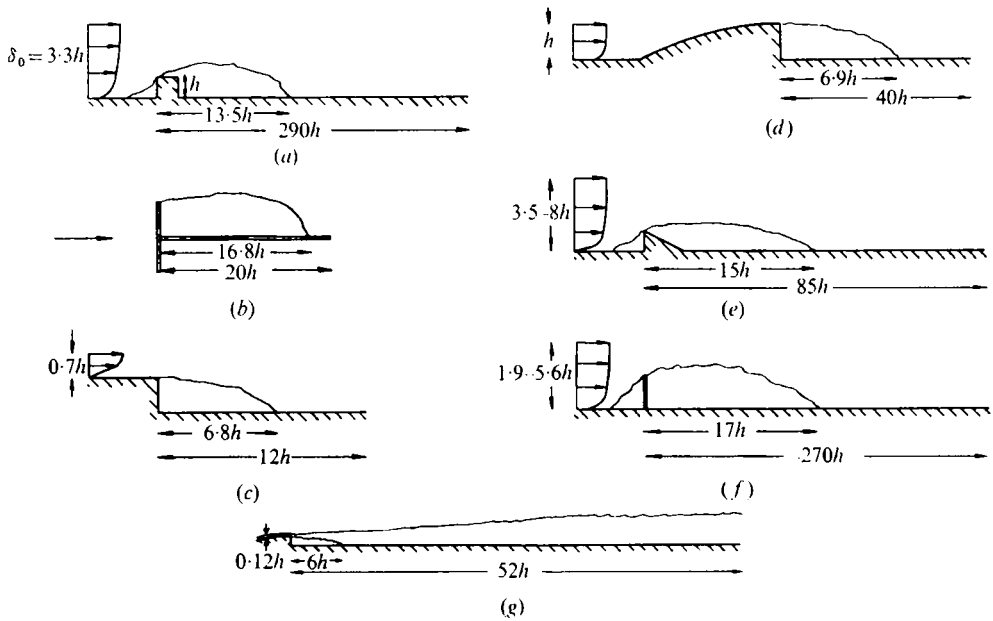 δ₀ = 3·3h
h
13·5h
290h
(a)
16·8h
20h
(b)
0·7h
6·8h
12h
(c)
h
6·9h
40h
(d)
3·5–8h
15h
85h
(e)
1·9–5·6h
17h
270h
(f)
0·12h
6h
52h
(g)